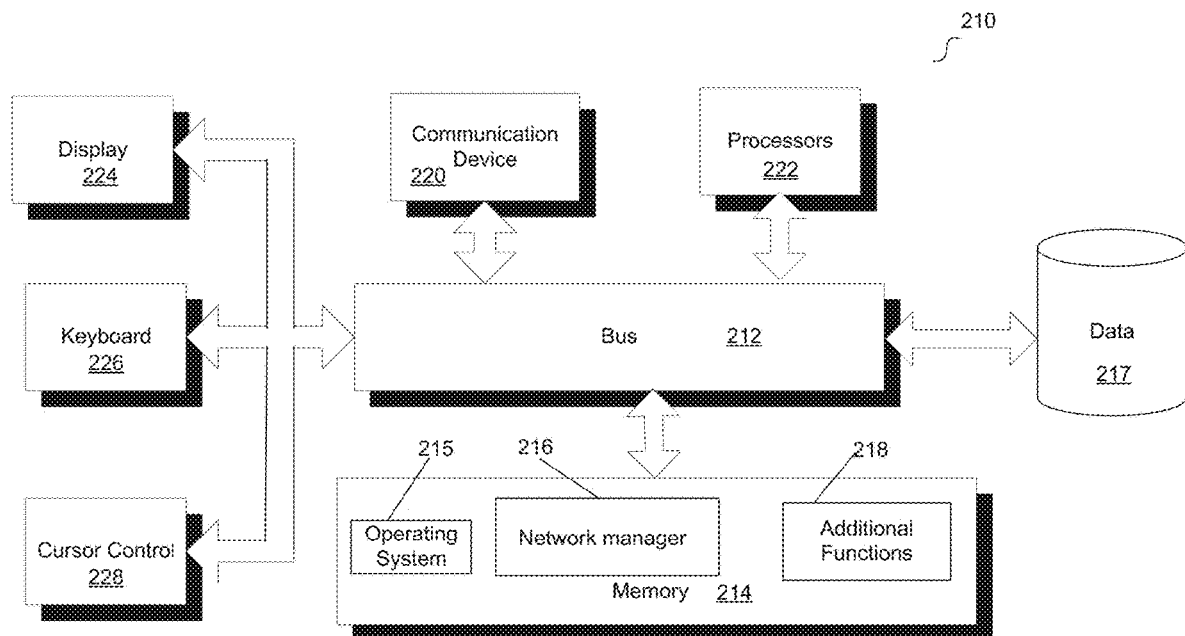 210
Display
224
Communication
Device
220
Processors
222
Keyboard
226
Bus 212
Data
217
Cursor Control
228
215
216
218
Operating
System
Network manager
Additional
Functions
Memory 214